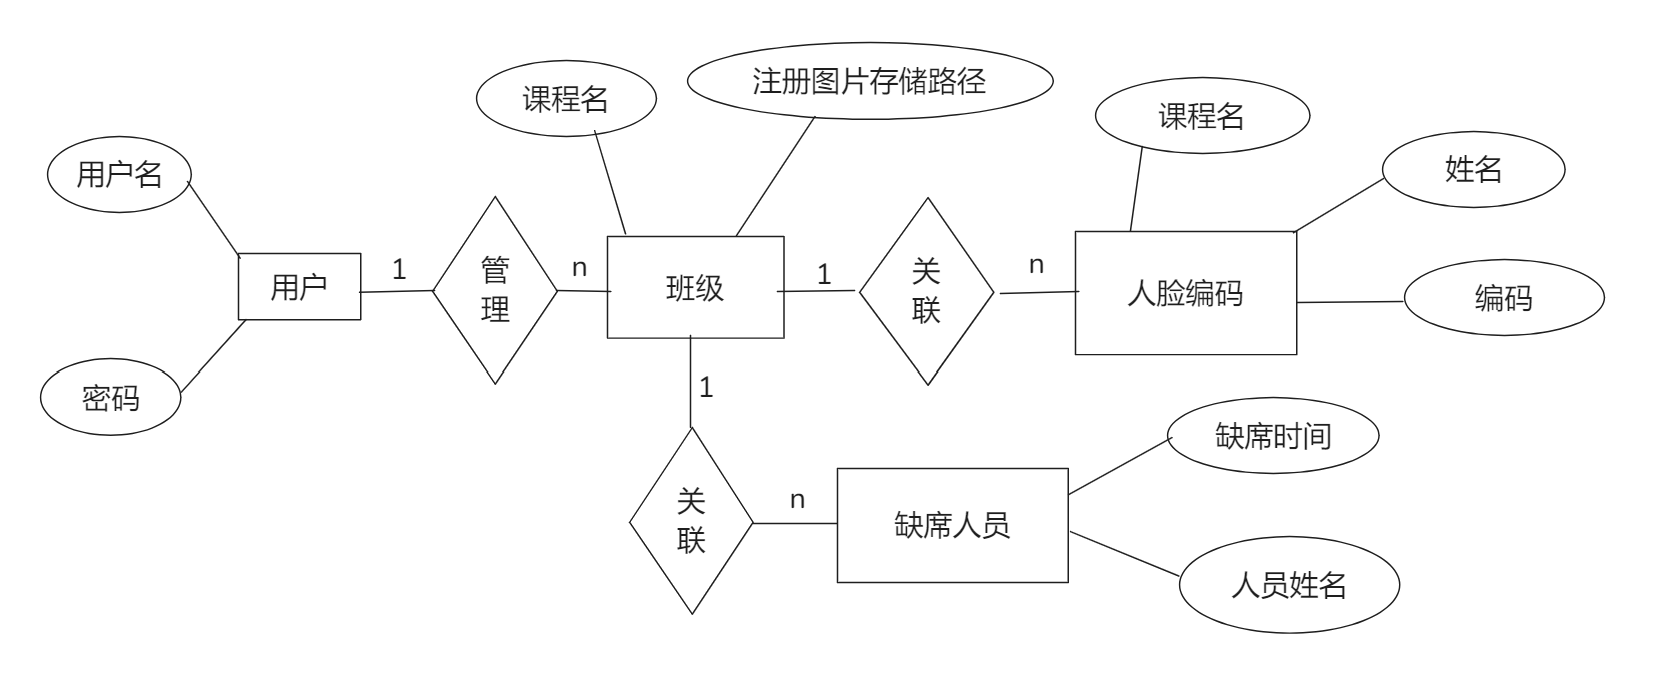 注册图片存储路径
课程名
课程名
姓名
用户名
管
理
关
联
用户
1
n
班级
1
n
人脸编码
编码
密码
1
缺席时间
关
联
n
缺席人员
人员姓名